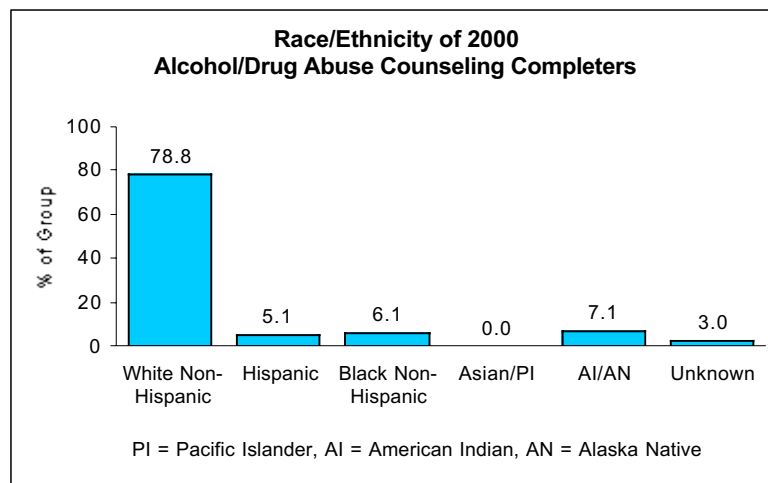 Race/Ethnicity of 2000
Alcohol/Drug Abuse Counseling Completers
% of Group
100
80
60
40
20
0
78.8
5.1
6.1
0.0
7.1
3.0
White Non-
Hispanic
Hispanic
Black Non-
Hispanic
Asian/PI
AI/AN
Unknown
PI = Pacific Islander, AI = American Indian, AN = Alaska Native